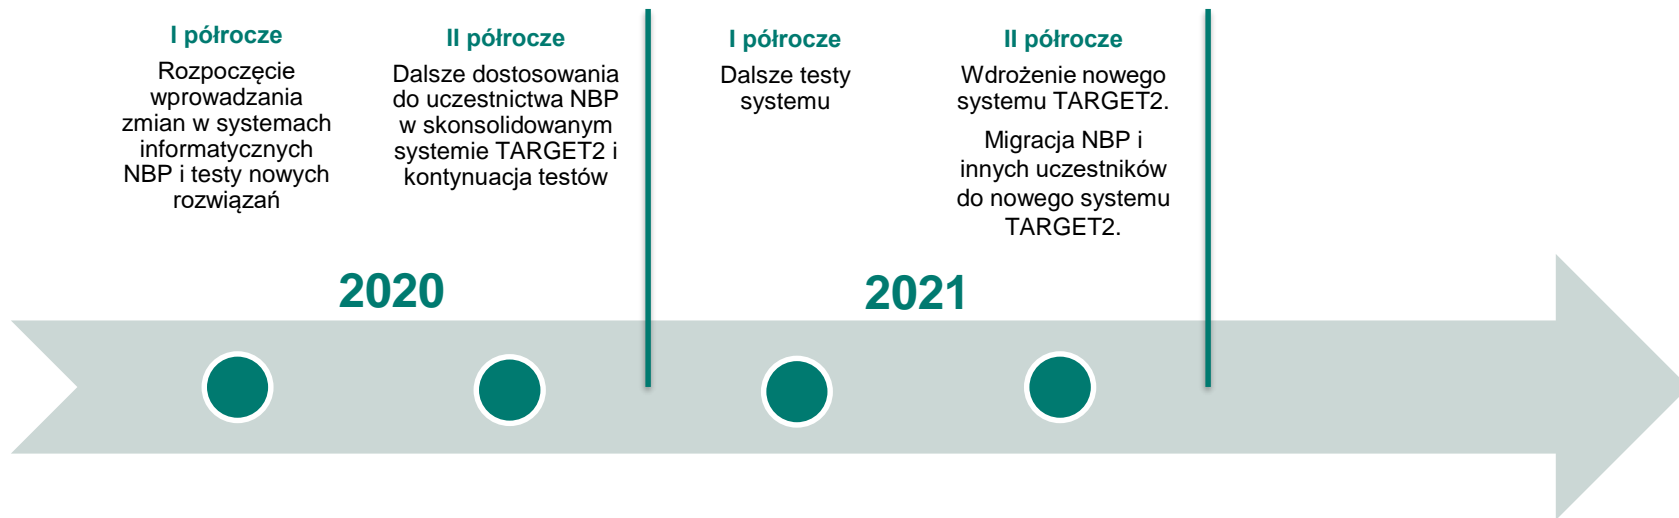 I półrocze
Rozpoczęcie
wprowadzania
zmian w systemach
informatycznych
NBP i testy nowych
rozwiązań
II półrocze
Dalsze dostosowania
do uczestnictwa NBP
w skonsolidowanym
systemie TARGET2 i
kontynuacja testów
2020
I półrocze
Dalsze testy
systemu
II półrocze
Wdrożenie nowego
systemu TARGET2.
Migracja NBP i
innych uczestników
do nowego systemu
TARGET2.
2021